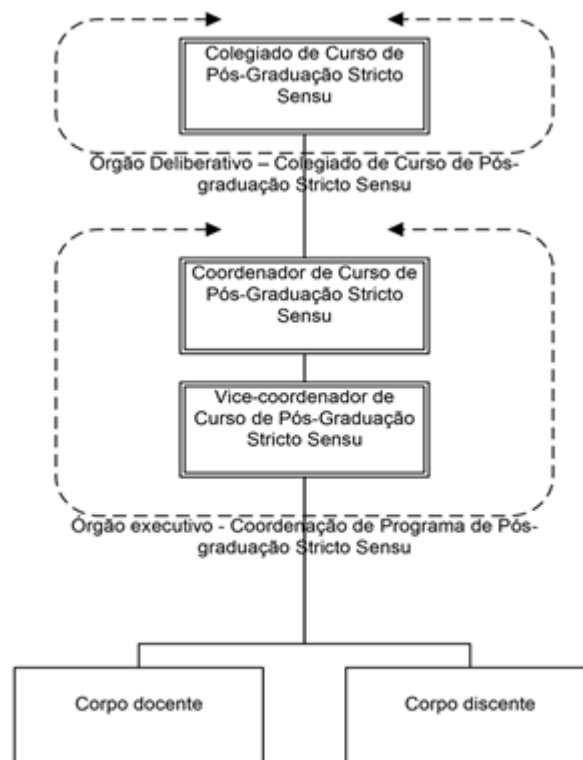 Colegiado de Curso de
Pós-Graduação Stricto
Sensu
Órgão Deliberativo – Colegiado de Curso de Pós-
graduação Stricto Sensu
Coordenador de Curso de
Pós-Graduação Stricto
Sensu
Vice-coordenador de
Curso de Pós-Graduação
Stricto Sensu
Órgão executivo - Coordenação de Programa de Pós-
graduação Stricto Sensu
Corpo docente
Corpo discente